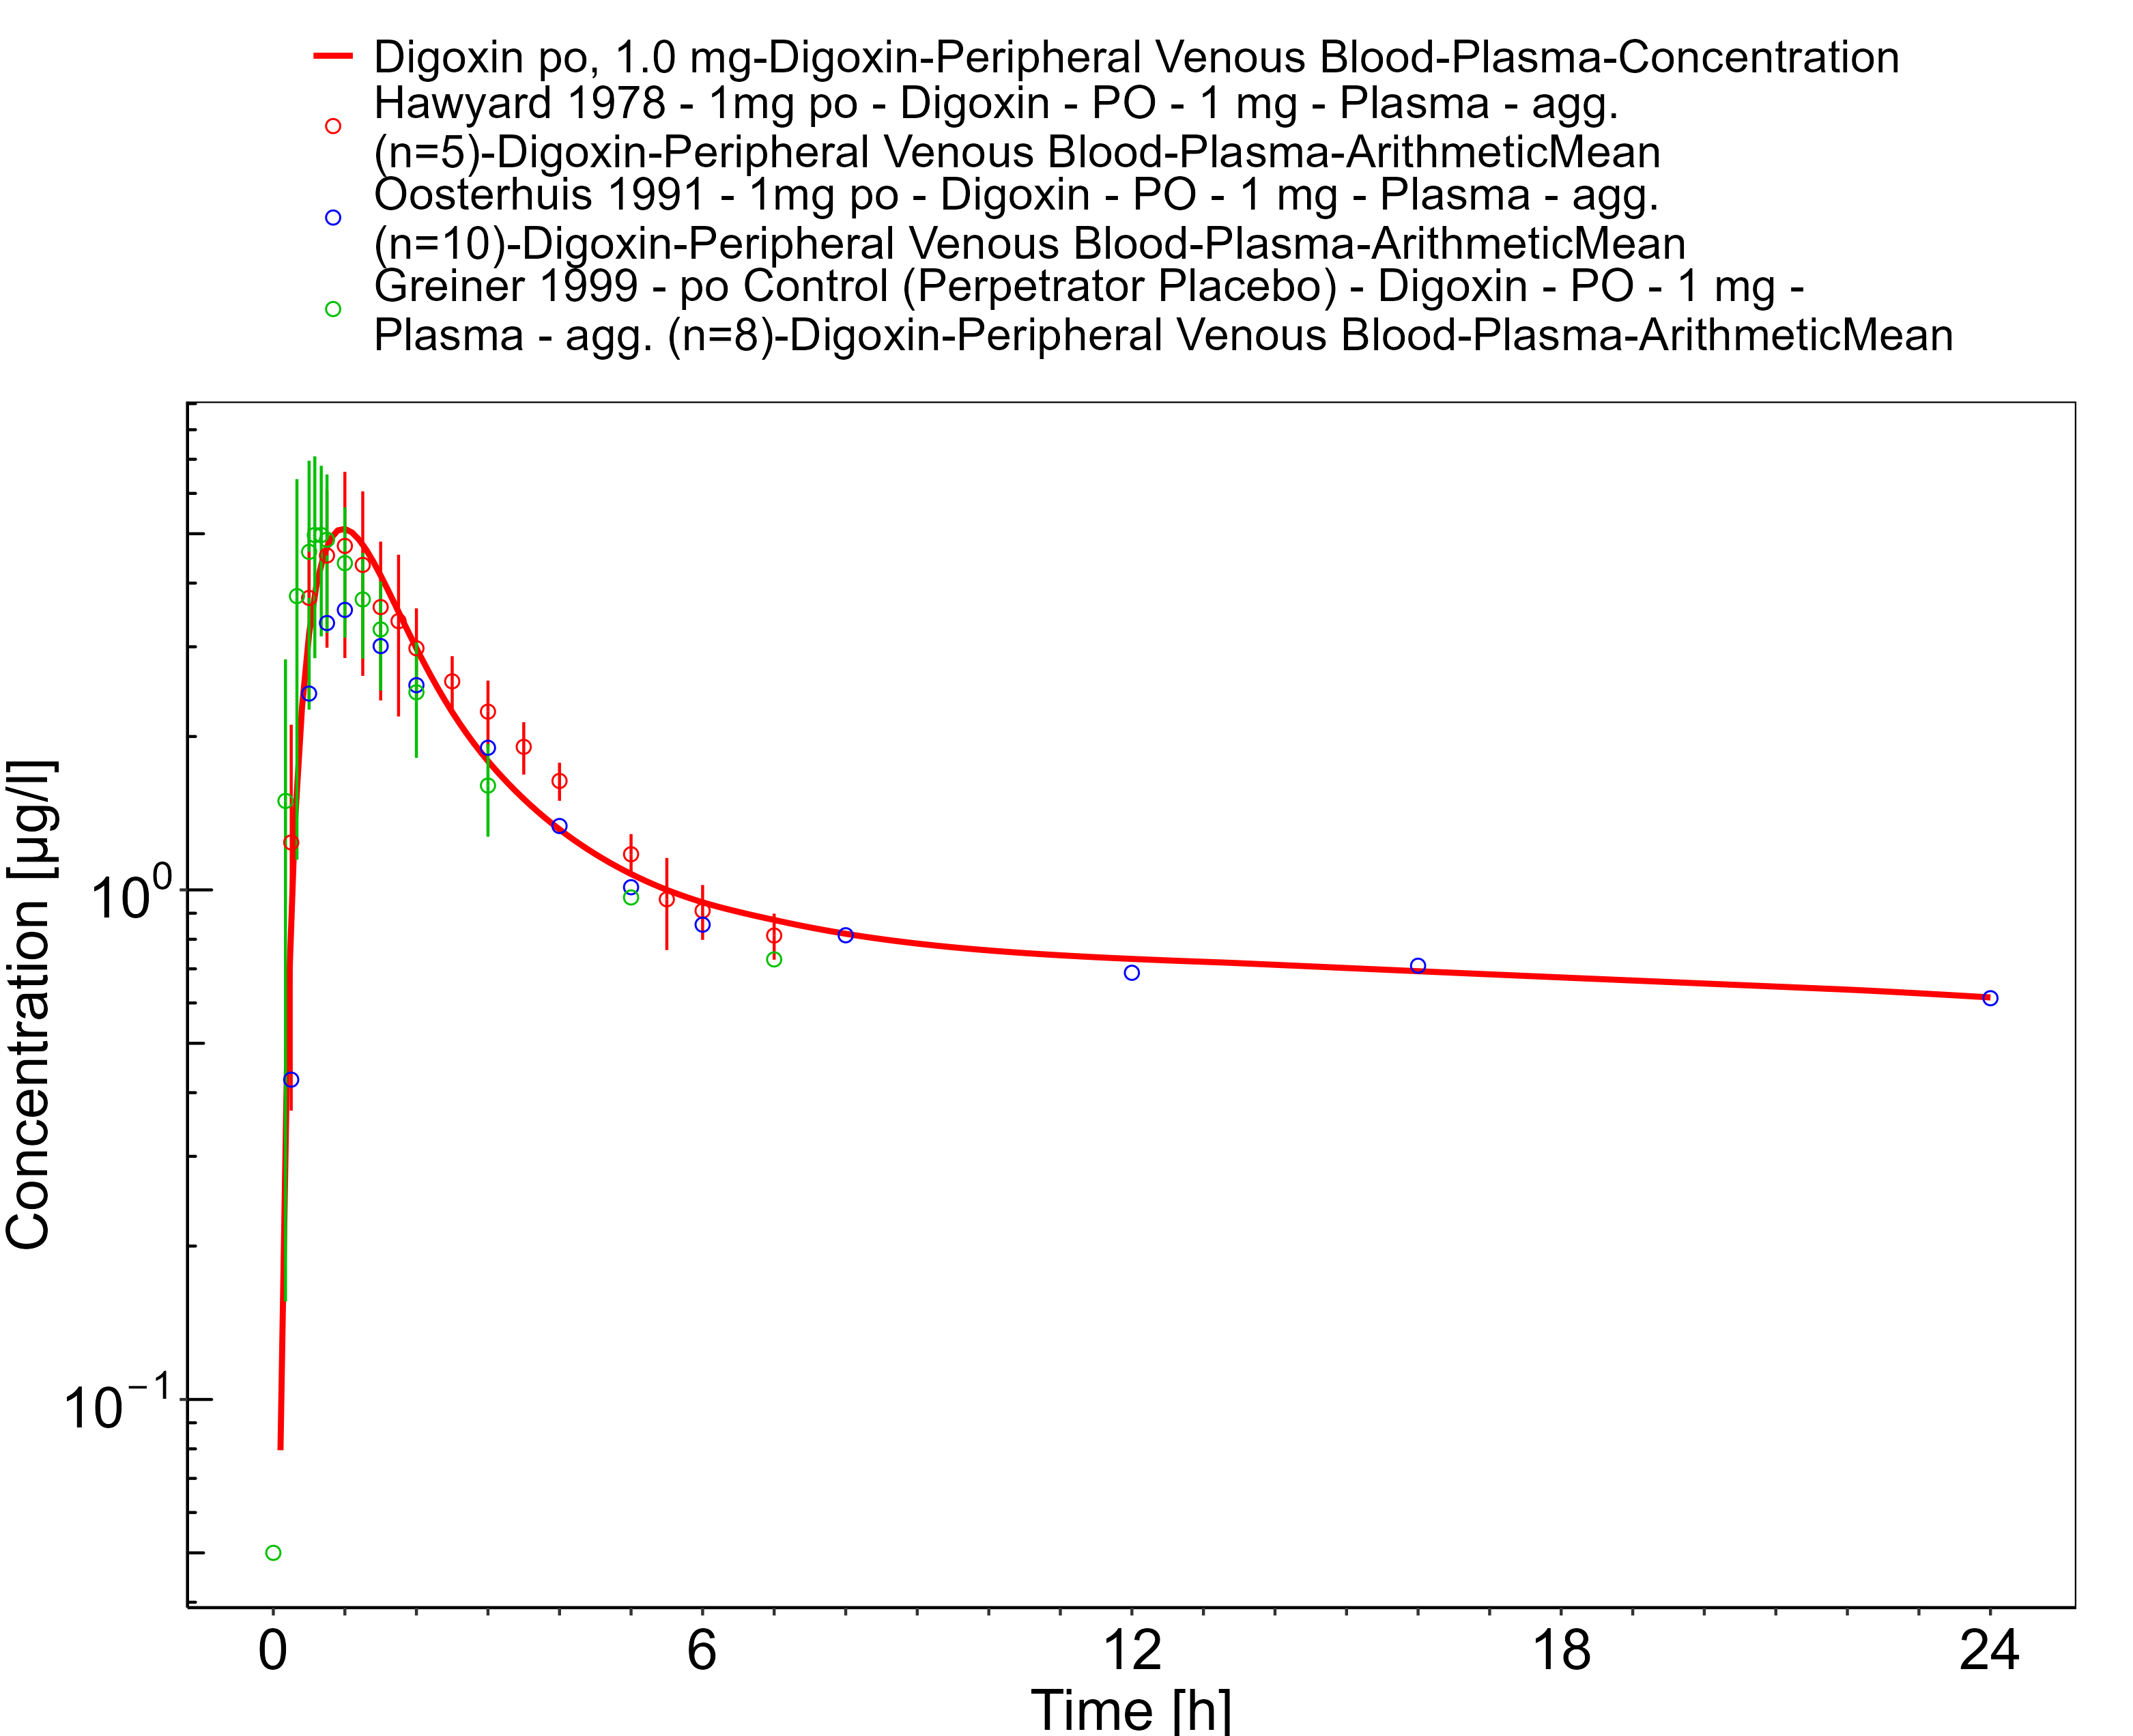 Digoxin po, 1.0 mg-Digoxin-Peripheral Venous Blood-Plasma-Concentration
Hawyard 1978 - 1mg po - Digoxin - PO - 1 mg - Plasma - agg.
(n=5)-Digoxin-Peripheral Venous Blood-Plasma-ArithmeticMean
Oosterhuis 1991 - 1mg po - Digoxin - PO - 1 mg - Plasma - agg.
(n=10)-Digoxin-Peripheral Venous Blood-Plasma-ArithmeticMean
Greiner 1999 - po Control (Perpetrator Placebo) - Digoxin - PO - 1 mg -
Plasma - agg. (n=8)-Digoxin-Peripheral Venous Blood-Plasma-ArithmeticMean
Concentration [µg/l]
10⁰
10⁻¹
0 6 12 18 24
Time [h]